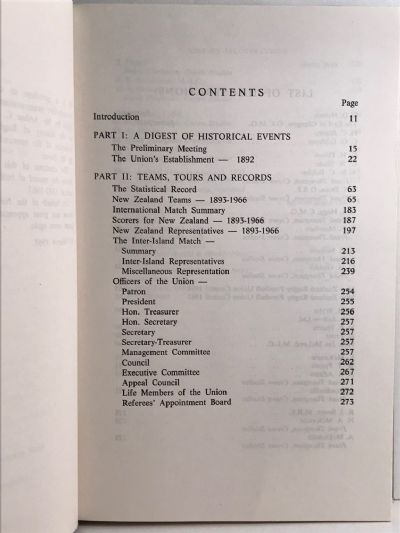 CONTENTS
Page
Introduction 11
PART I: A DIGEST OF HISTORICAL EVENTS
The Preliminary Meeting 15
The Union's Establishment — 1892 22
PART II: TEAMS, TOURS AND RECORDS
The Statistical Record 63
New Zealand Teams — 1893-1966 65
International Match Summary 183
Scorers for New Zealand — 1893-1966 187
New Zealand Representatives — 1893-1966 197
The Inter-Island Match —
Summary 213
Inter-Island Representatives 216
Miscellaneous Representation 239
Officers of the Union —
Patron 254
President 255
Hon. Treasurer 256
Hon. Secretary 257
Secretary 257
Secretary-Treasurer 257
Management Committee 257
Council 262
Executive Committee 267
Appeal Council 271
Life Members of the Union 272
Referees' Appointment Board 273